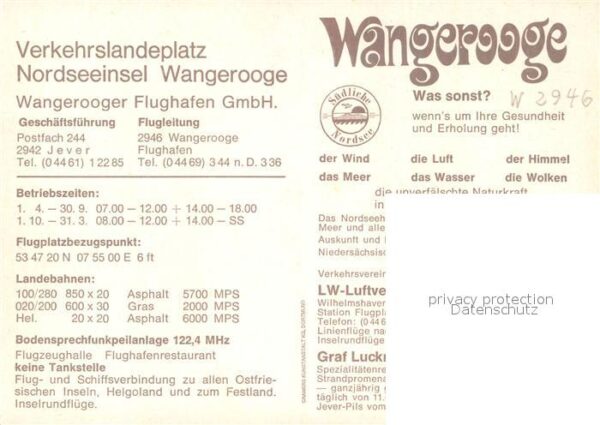 Verkehrslandeplatz
Nordseeinsel Wangerooge
Wangerooger Flughafen GmbH.
Geschäftsführung Flugleitung
Postfach 244 2946 Wangerooge
2942 Jever Flughafen
Tel. (0 44 61) 1 22 85 Tel. (0 44 69) 3 44 n. D. 3 36
Betriebszeiten:
1. 4. – 30. 9. 07.00 – 12.00 + 14.00 – 18.00
1. 10. – 31. 3. 08.00 – 12.00 + 14.00 – SS
Flugplatzbezugspunkt:
53 47 20 N 07 55 00 E 6 ft
Landebahnen:
100/280 850 x 20 Asphalt 5700 MPS
020/200 600 x 30 Gras 2000 MPS
Hel. 20 x 20 Asphalt 6000 MPS
Bodensprechfunkpeilanlage 122,4 MHz
Flugzeughalle Flughafenrestaurant
keine Tankstelle
Flug- und Schiffsverbindung zu allen Ostfrie-
sischen Inseln, Helgoland und zum Festland.
Inselrundflüge.
Wangerooge
Südliche
Nordsee
Was sonst? W 2946
wenn's um Ihre Gesundheit
und Erholung geht!
der Wind die Luft der Himmel
das Meer das Wasser die Wolken
die unverfälschte Naturkraft
in
Das Nordseeh
Meer und alle
Auskunft und
Niedersächsisc
Verkehrsverein
LW-Luftve
Wilhelmshaven
Station Flugpla
Telefon: (0 44 6
Linienflüge na
Inselrundflüge
Graf Luckn
Spezialitätenre
Strandpromena
– ganzjährig g
täglich von 11.
Jever-Pils vom
privacy protection
Datenschutz